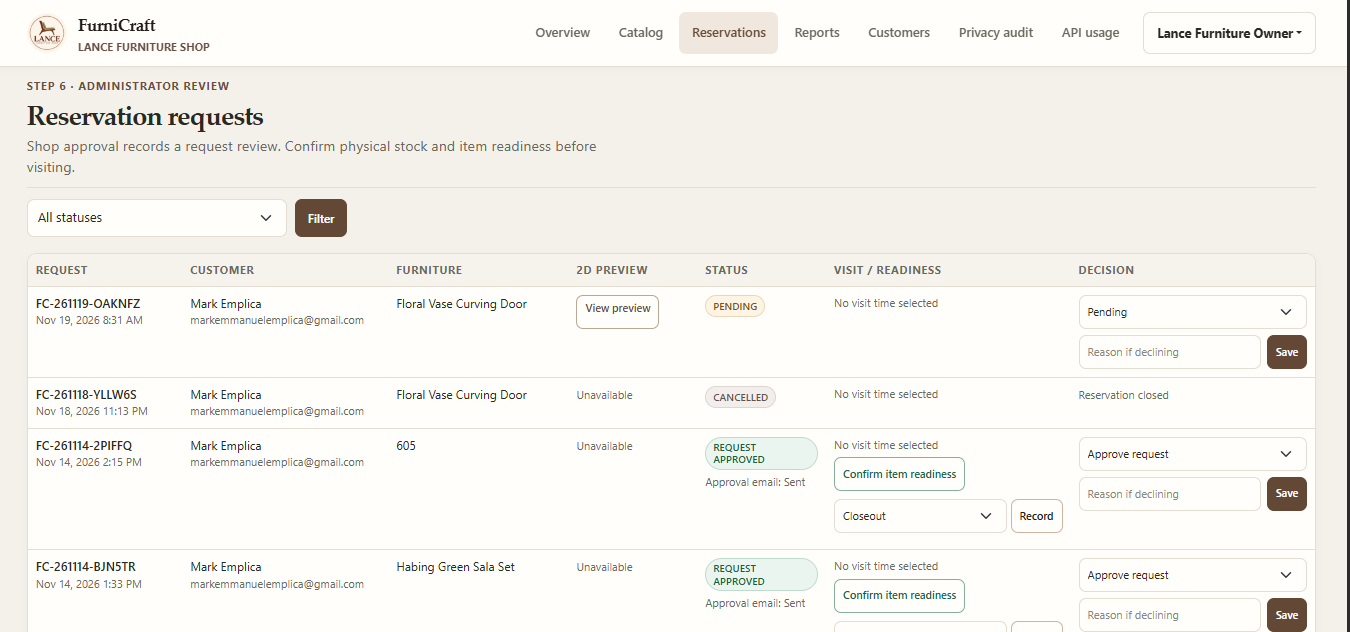 LANCE
FurniCraft
LANCE FURNITURE SHOP
Overview
Catalog
Reservations
Reports
Customers
Privacy audit
API usage
Lance Furniture Owner
STEP 6 · ADMINISTRATOR REVIEW
Reservation requests
Shop approval records a request review. Confirm physical stock and item readiness before
visiting.
All statuses
Filter
REQUEST
CUSTOMER
FURNITURE
2D PREVIEW
STATUS
VISIT / READINESS
DECISION
FC-261119-OAKNFZ
Nov 19, 2026 8:31 AM
Mark Emplica
markemmanuelemplica@gmail.com
Floral Vase Curving Door
View preview
PENDING
No visit time selected
Pending
Reason if declining
Save
FC-261118-YLLW6S
Nov 18, 2026 11:13 PM
Mark Emplica
markemmanuelemplica@gmail.com
Floral Vase Curving Door
Unavailable
CANCELLED
No visit time selected
Reservation closed
FC-261114-2PIFFQ
Nov 14, 2026 2:15 PM
Mark Emplica
markemmanuelemplica@gmail.com
605
Unavailable
REQUEST
APPROVED
Approval email: Sent
No visit time selected
Confirm item readiness
Closeout
Record
Approve request
Reason if declining
Save
FC-261114-BJN5TR
Nov 14, 2026 1:33 PM
Mark Emplica
markemmanuelemplica@gmail.com
Habing Green Sala Set
Unavailable
REQUEST
APPROVED
Approval email: Sent
No visit time selected
Confirm item readiness
Approve request
Reason if declining
Save